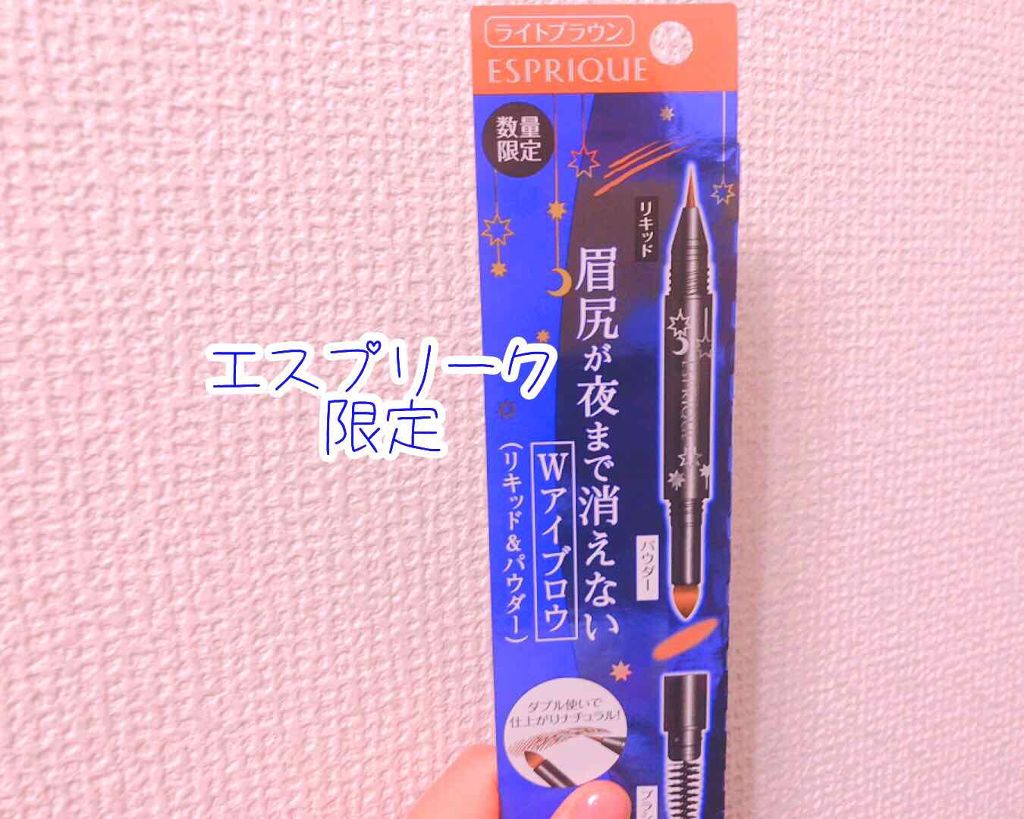 ライトブラウン
ESPRIQUE
数量
限定
リキッド
眉尻が夜まで消えない
Wアイブロウ
(リキッド&パウダー)
エスプリーク
限定
ESPRIQUE
パウダー
ダブル使いで
仕上がりナチュラル!